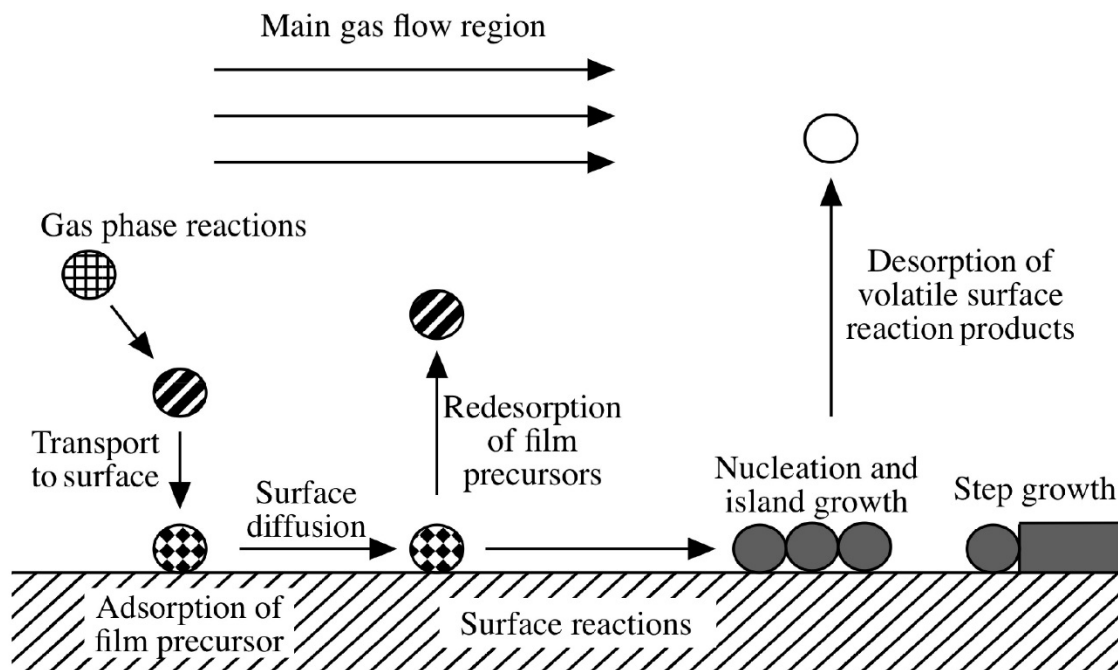 Main gas flow region
Gas phase reactions
Desorption of
volatile surface
reaction products
Transport
to surface
Redesorption
of film
precursors
Surface
diffusion
Nucleation and
island growth
Step growth
Adsorption of
film precursor
Surface reactions